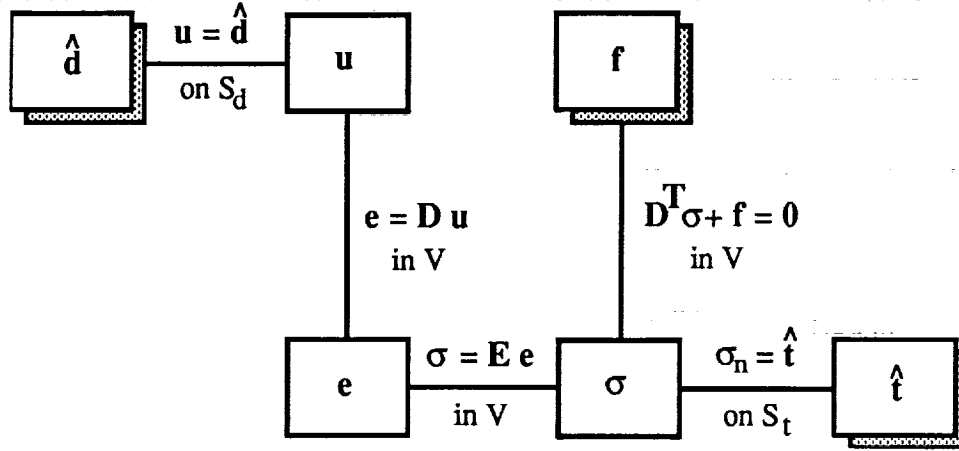 d̂
u = d̂
on S_d
u
f
e = D u
in V
D^T σ + f = 0
in V
e
σ = E e
in V
σ
σ_n = t̂
on S_t
t̂